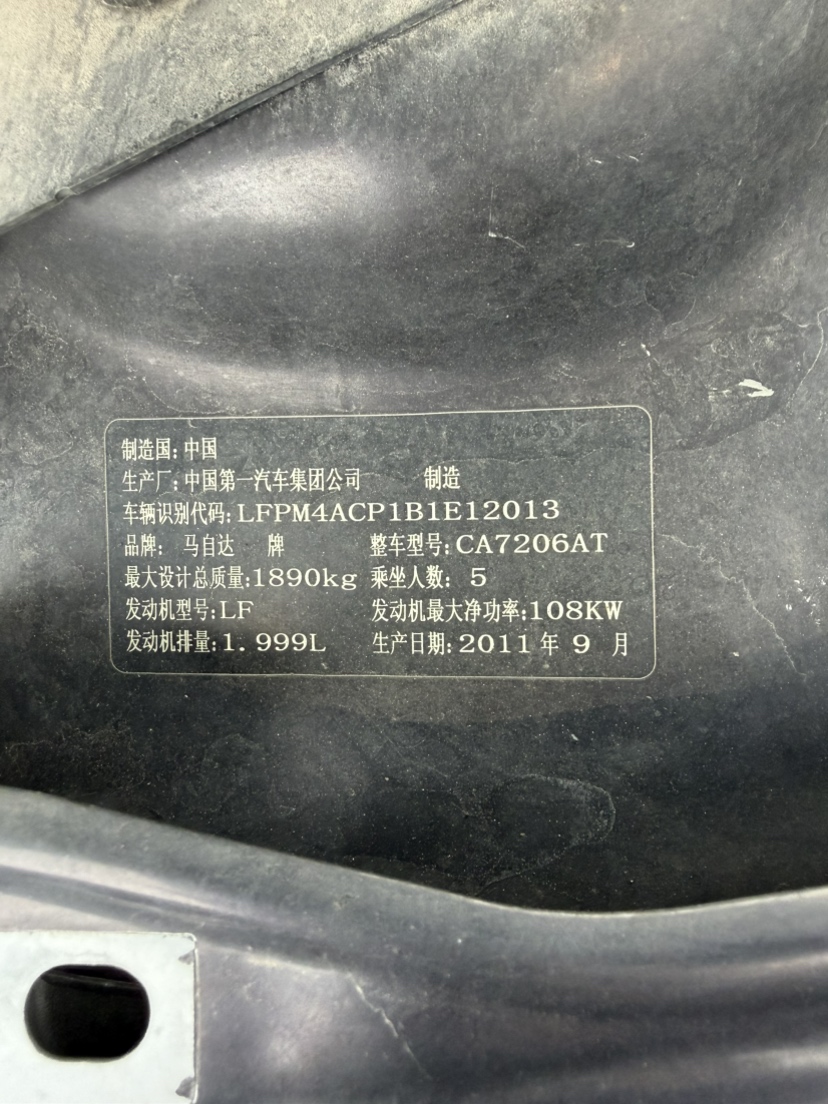 制造国:中国
生产厂:中国第一汽车集团公司 制造
车辆识别代码:LFPM4ACP1B1E12013
品牌: 马自达 牌 整车型号:CA7206AT
最大设计总质量:1890kg 乘坐人数: 5
发动机型号:LF 发动机最大净功率:108KW
发动机排量:1.999L 生产日期:2011年 9 月